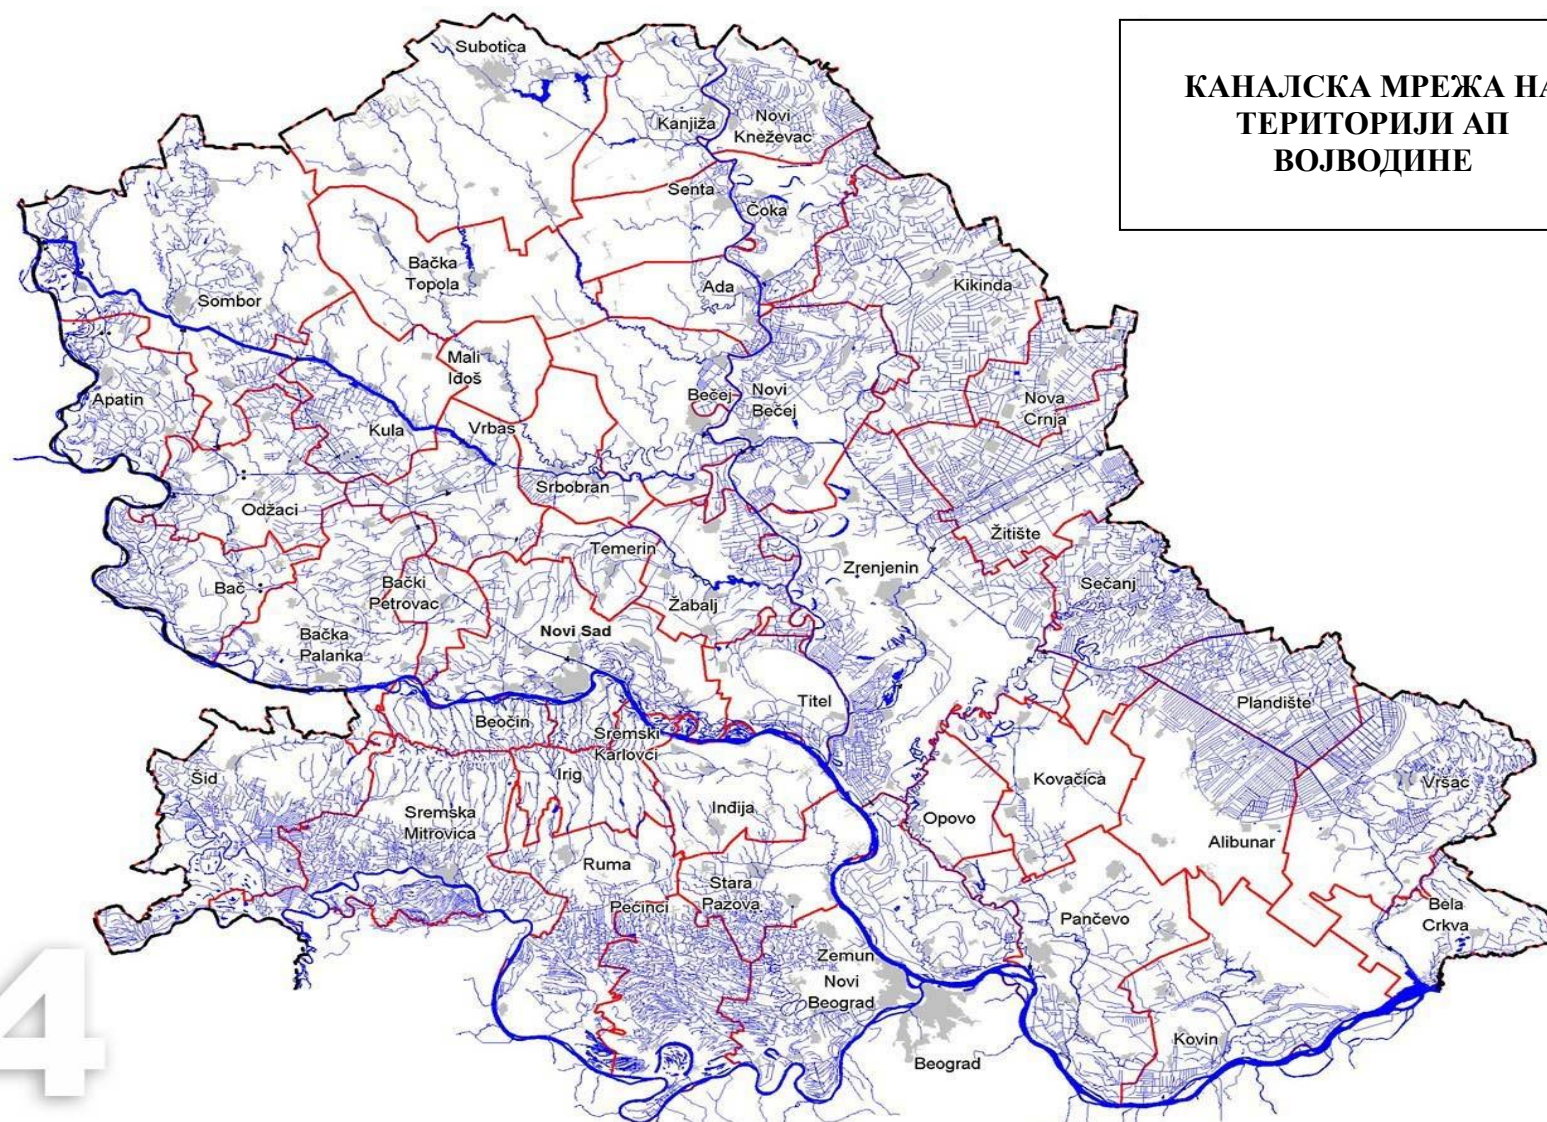 КАНАЛСКА МРЕЖА НА
ТЕРИТОРИЈИ АП
ВОЈВОДИНЕ
Subotica
Kanjiža
Novi
Kneževac
Senta
Čoka
Bačka
Topola
Sombor
Ada
Kikinda
Mali
Iđoš
Apatin
Bečej
Novi
Bečej
Nova
Crnja
Kula
Vrbas
Srbobran
Odžaci
Žitište
Temerin
Zrenjenin
Sečanj
Bač
Bački
Petrovac
Žabalj
Bačka
Palanka
Novi Sad
Titel
Plandište
Beočin
Sremski
Karlovci
Šid
Irig
Kovačica
Vršac
Sremska
Mitrovica
Inđija
Opovo
Alibunar
Ruma
Stara
Pazova
Pećinci
Pančevo
Bela
Crkva
Zemun
Novi
Beograd
Kovin
Beograd
4